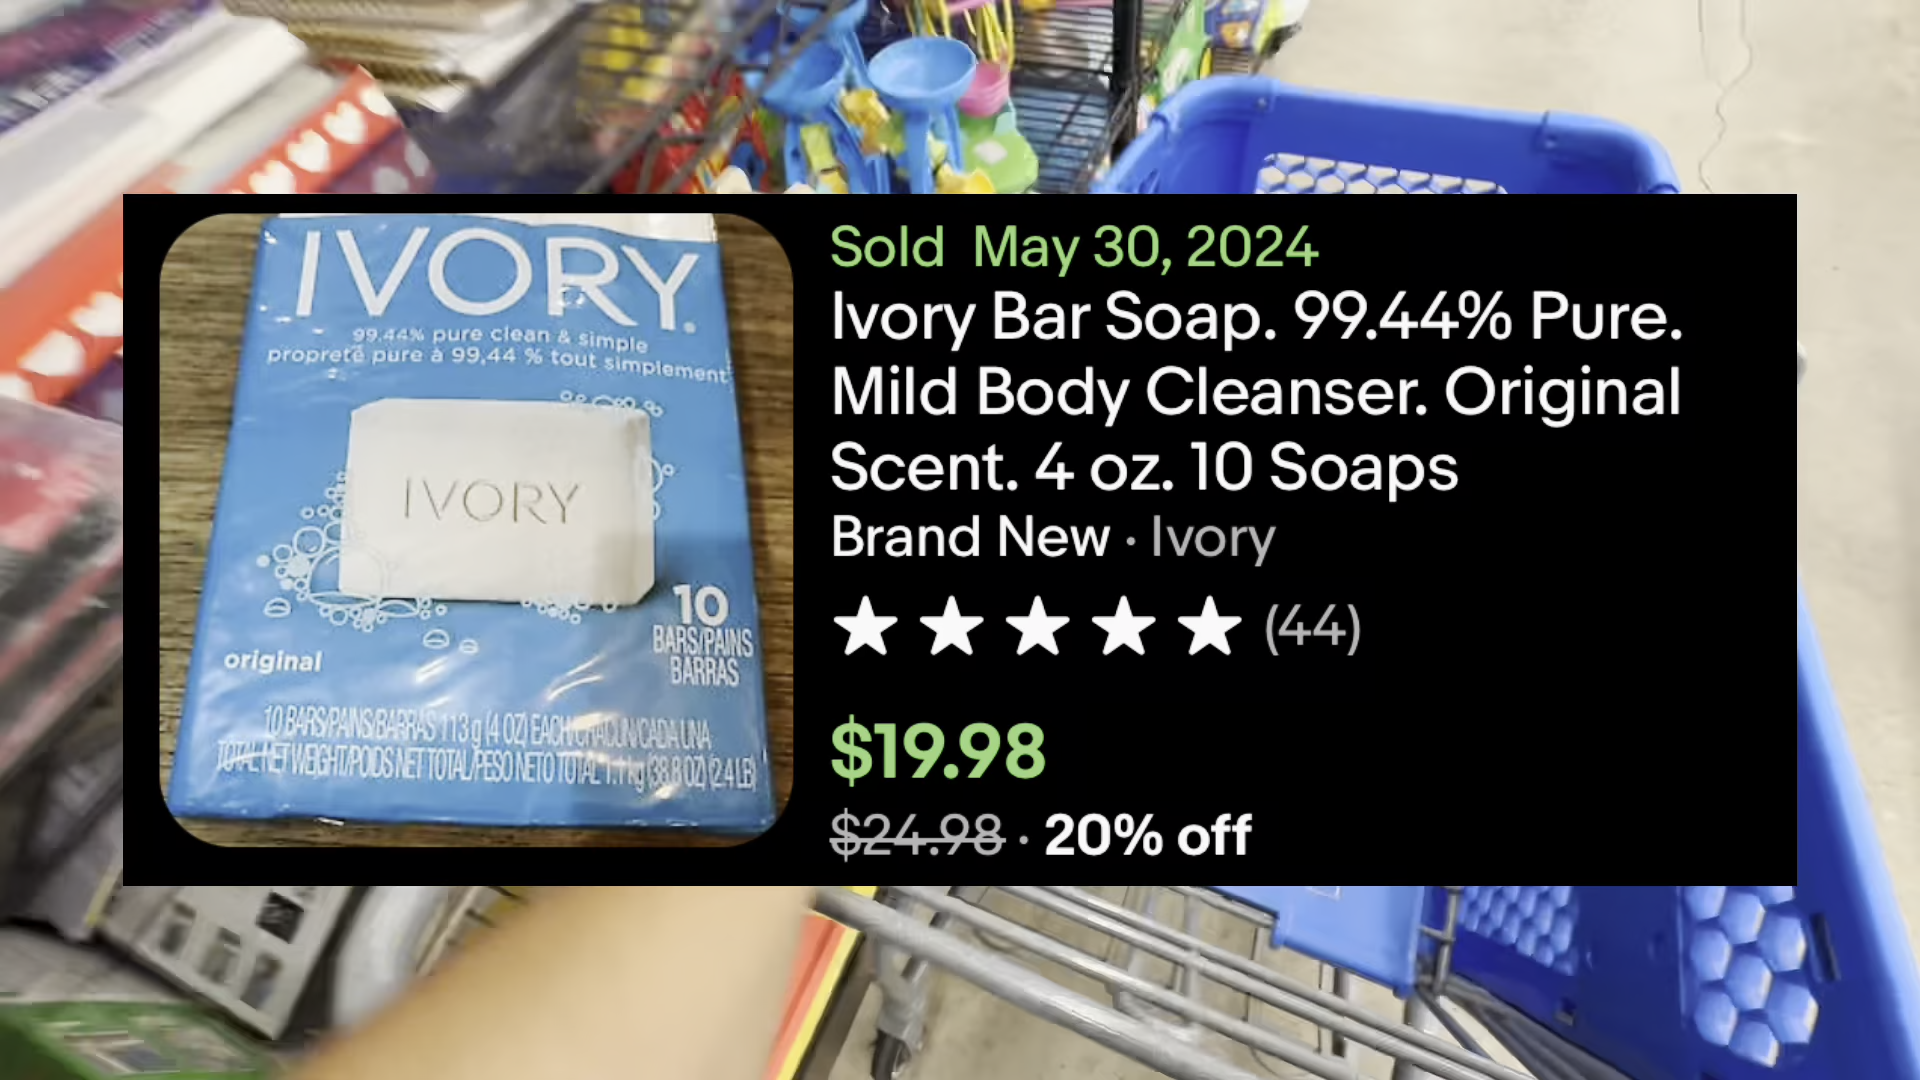 IVORY.
99.44% pure clean & simple
propreté pure à 99,44 % tout simplement
IVORY
10
BARS/PAINS
BARRAS
original
10 BARS/PAINS/BARRAS 113 g (4 OZ) EACH/CHACUN/CADA UNA
TOTAL NET WEIGHT/POIDS NET TOTAL/PESO NETO TOTAL 1.1 kg (38.8 OZ) (2.4 LB)
Sold May 30, 2024
Ivory Bar Soap. 99.44% Pure.
Mild Body Cleanser. Original
Scent. 4 oz. 10 Soaps
Brand New · Ivory
(44)
$19.98
$24.98 · 20% off